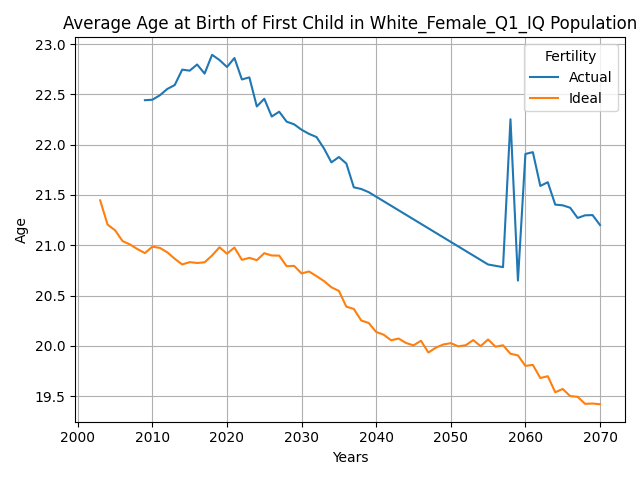 Average Age at Birth of First Child in White_Female_Q1_IQ Population
Fertility
Actual
Ideal
Age
23.0
22.5
22.0
21.5
21.0
20.5
20.0
19.5
2000 2010 2020 2030 2040 2050 2060 2070
Years